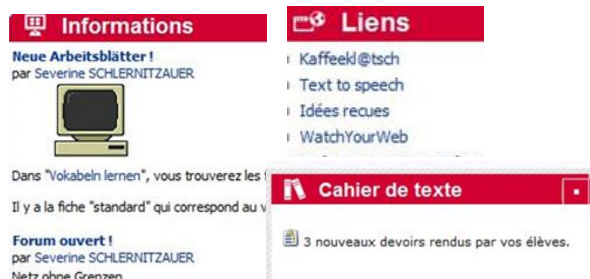 Informations
Neue Arbeitsblätter !
par Severine SCHLERNITZAUER
Dans "Vokabeln lernen", vous trouverez les
Il y a la fiche "standard" qui correspond au v
Forum ouvert !
par Severine SCHLERNITZAUER
Netz ohne Grenzen
Liens
Kaffeekl@tsch
Text to speech
Idées recues
WatchYourWeb
Cahier de texte
3 nouveaux devoirs rendus par vos élèves.